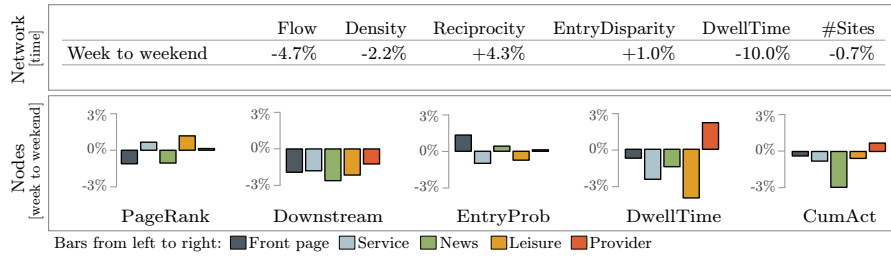 Network
[time]
Flow Density Reciprocity EntryDisparity DwellTime #Sites
Week to weekend -4.7% -2.2% +4.3% +1.0% -10.0% -0.7%
Nodes
[week to weekend]
3% 3% 3% 3% 3%
0% 0% 0% 0% 0%
-3% -3% -3% -3% -3%
PageRank Downstream EntryProb DwellTime CumAct
Bars from left to right: Front page Service News Leisure Provider